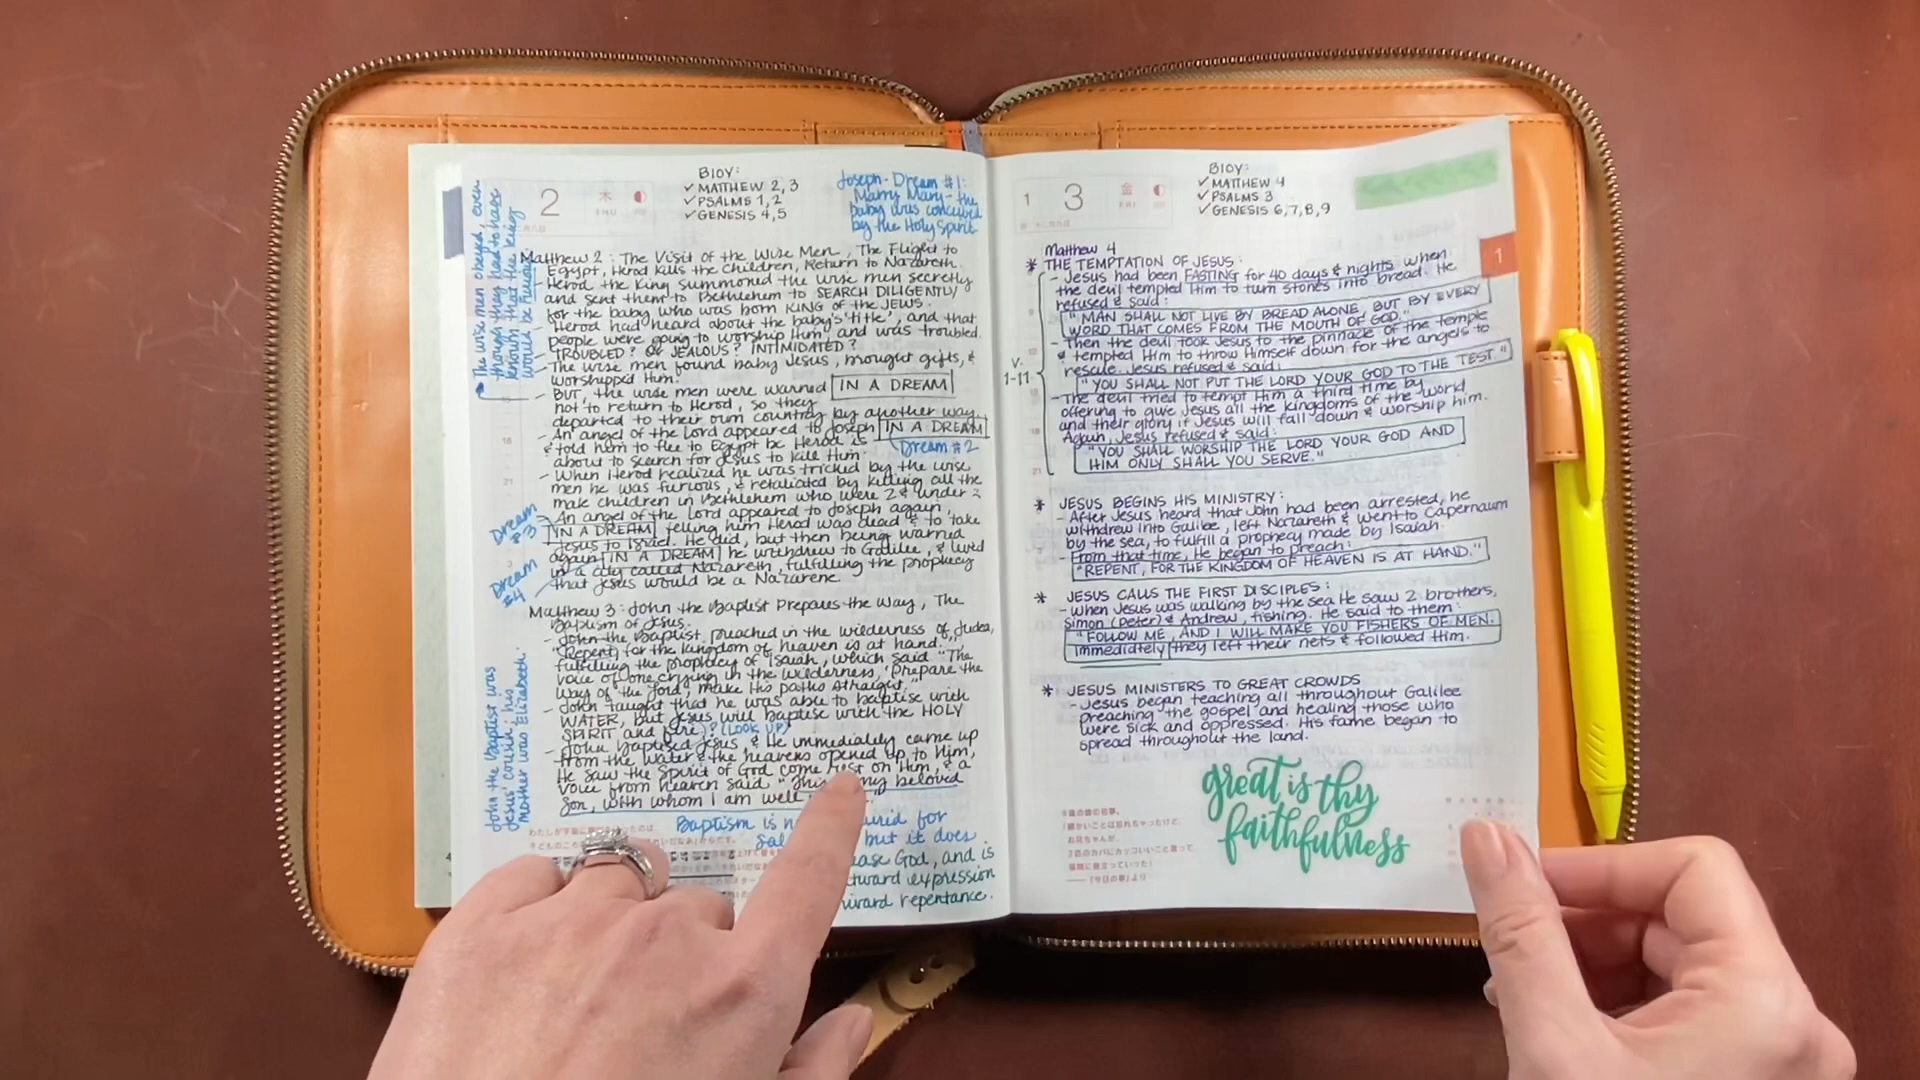 2
木
THU
BIOY:
✓ MATTHEW 2, 3
✓ PSALMS 1, 2
✓ GENESIS 4, 5
Joseph - Dream #1:
Marry Mary - the
baby was conceived
by the Holy Spirit
The wise men obeyed, even
though they had to have
known that the king
would be furious.
Matthew 2: The Visit of the Wise Men, The Flight to
Egypt, Herod Kills the Children, Return to Nazareth
- Herod the King summoned the wise men secretly
and sent them to Bethlehem to SEARCH DILIGENTLY
for the baby who was born KING OF THE JEWS.
- Herod had heard about the baby's 'title', and that
people were going to worship Him, and was troubled.
- TROUBLED? Or JEALOUS? INTIMIDATED?
- The wise men found baby Jesus, brought gifts, &
worshipped Him.
- BUT, the wise men were warned IN A DREAM
not to return to Herod, so they
departed to their own country by another way.
- An angel of the Lord appeared to Joseph IN A DREAM
& told him to flee to Egypt bc Herod is
Dream #2
about to search for Jesus to kill Him.
- When Herod realized he was tricked by the wise
men he was furious, & retaliated by killing all the
male children in Bethlehem who were 2 & under
- An angel of the Lord appeared to Joseph again,
Dream #3
IN A DREAM telling him Herod was dead & to take
Jesus to Israel. He did, but then being warned
again IN A DREAM he withdrew to Galilee, & lived
Dream #4
in a city called Nazareth, fulfilling the prophecy
that Jesus would be a Nazarene
Matthew 3: John the Baptist Prepares the Way, The
Baptism of Jesus.
- John the Baptist preached in the wilderness of Judea,
"Repent, for the kingdom of heaven is at hand."
fulfilling the prophecy of Isaiah, which said "The
voice of one crying in the wilderness, 'Prepare the
way of the Lord, make His paths straight."
- John taught that he was able to baptise with
WATER, but Jesus will baptise with the HOLY
SPIRIT and fire)? (LOOK UP)
- John Baptised Jesus, & He immediately came up
from the water & the heavens opened up to Him,
He saw the Spirit of God come rest on Him, & a
voice from heaven said "This my beloved
Son, with whom I am well
John the Baptist was
Jesus' cousin; his
mother was Elizabeth.
Baptism is for
but it does
God, and is
expression
repentance.
1
3
金
FRI
BIOY:
✓ MATTHEW 4
✓ PSALMS 3
✓ GENESIS 6, 7, 8, 9
1
Matthew 4
* THE TEMPTATION OF JESUS:
- Jesus had been FASTING for 40 days & nights when
the devil tempted Him to turn stones into bread. He
refused & said:
"MAN SHALL NOT LIVE BY BREAD ALONE, BUT BY EVERY
WORD THAT COMES FROM THE MOUTH OF GOD."
- Then the devil took Jesus to the pinnacle of the temple
& tempted Him to throw Himself down for the angels to
rescue. Jesus refused & said:
V.
1-11
"YOU SHALL NOT PUT THE LORD YOUR GOD TO THE TEST."
- The devil tried to tempt Him a third time by
offering to give Jesus all the kingdoms of the world
and their glory if Jesus will fall down & worship him.
Again, Jesus refused & said:
"YOU SHALL WORSHIP THE LORD YOUR GOD AND
HIM ONLY SHALL YOU SERVE."
* JESUS BEGINS HIS MINISTRY:
- After Jesus heard that John had been arrested, he
withdrew into Galilee, left Nazareth & went to Capernaum
by the sea, to fulfill a prophecy made by Isaiah.
- From that time, He began to preach:
"REPENT, FOR THE KINGDOM OF HEAVEN IS AT HAND."
* JESUS CALLS THE FIRST DISCIPLES:
- When Jesus was walking by the sea He saw 2 brothers,
Simon (Peter) & Andrew, fishing. He said to them:
"FOLLOW ME, AND I WILL MAKE YOU FISHERS OF MEN.
Immediately they left their nets & followed Him.
* JESUS MINISTERS TO GREAT CROWDS
- Jesus began teaching all throughout Galilee
preaching the gospel and healing those who
were sick and oppressed. His fame began to
spread throughout the land.
great is thy
faithfulness